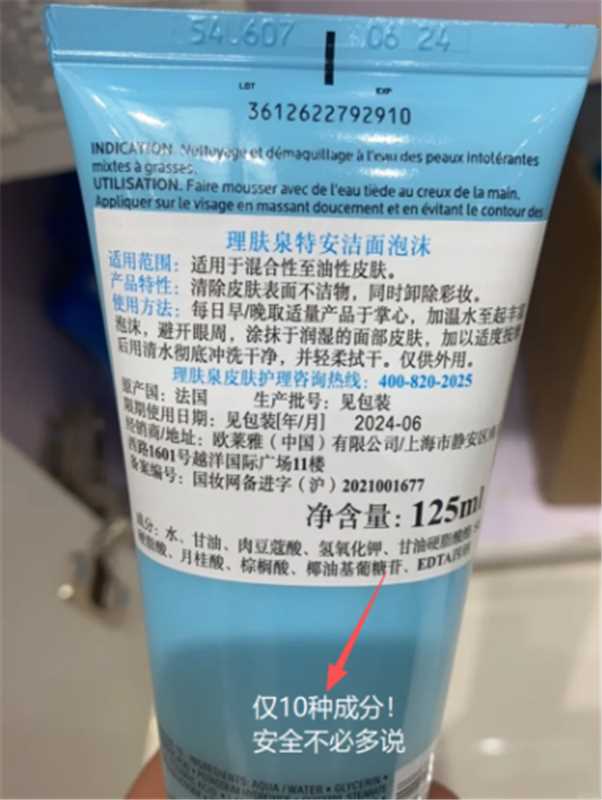 54L607 06 24
LOT EXP
3612622792910
INDICATION. Nettoyage et démaquillage à l'eau des peaux intolérantes
mixtes à grasses.
UTILISATION. Faire mousser avec de l'eau tiède au creux de la main.
Appliquer sur le visage en massant doucement et en évitant le contour des
理肤泉特安洁面泡沫
适用范围：适用于混合性至油性皮肤。
产品特性：清除皮肤表面不洁物，同时卸除彩妆。
使用方法：每日早/晚取适量产品于掌心，加温水至起丰富
泡沫，避开眼周，涂抹于润湿的面部皮肤，加以适度按摩
后用清水彻底冲洗干净，并轻柔拭干。仅供外用。
理肤泉皮肤护理咨询热线：400-820-2025
原产国：法国 生产批号：见包装
限期使用日期：见包装[年/月] 2024-06
经销商/地址：欧莱雅（中国）有限公司/上海市静安区
西路1601号越洋国际广场11楼
备案编号：国妆网备进字（沪）2021001677
净含量：125ml
成分：水、甘油、肉豆蔻酸、氢氧化钾、甘油硬脂酸酯
硬脂酸、月桂酸、棕榈酸、椰油基葡糖苷、EDTA四钠
仅10种成分！
安全不必多说
INGREDIENTS: AQUA / WATER • GLYCERIN